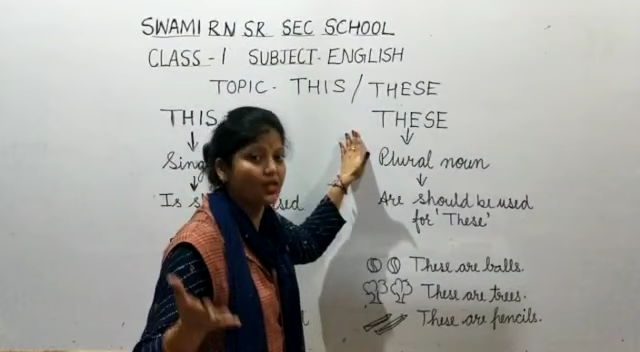 SWAMI RN SR SEC SCHOOL
CLASS - 1 SUBJECT. ENGLISH
TOPIC. THIS / THESE
THIS
THESE
Plural noun
Is
Are should be used
for 'These'
These are balls.
These are trees.
These are pencils.